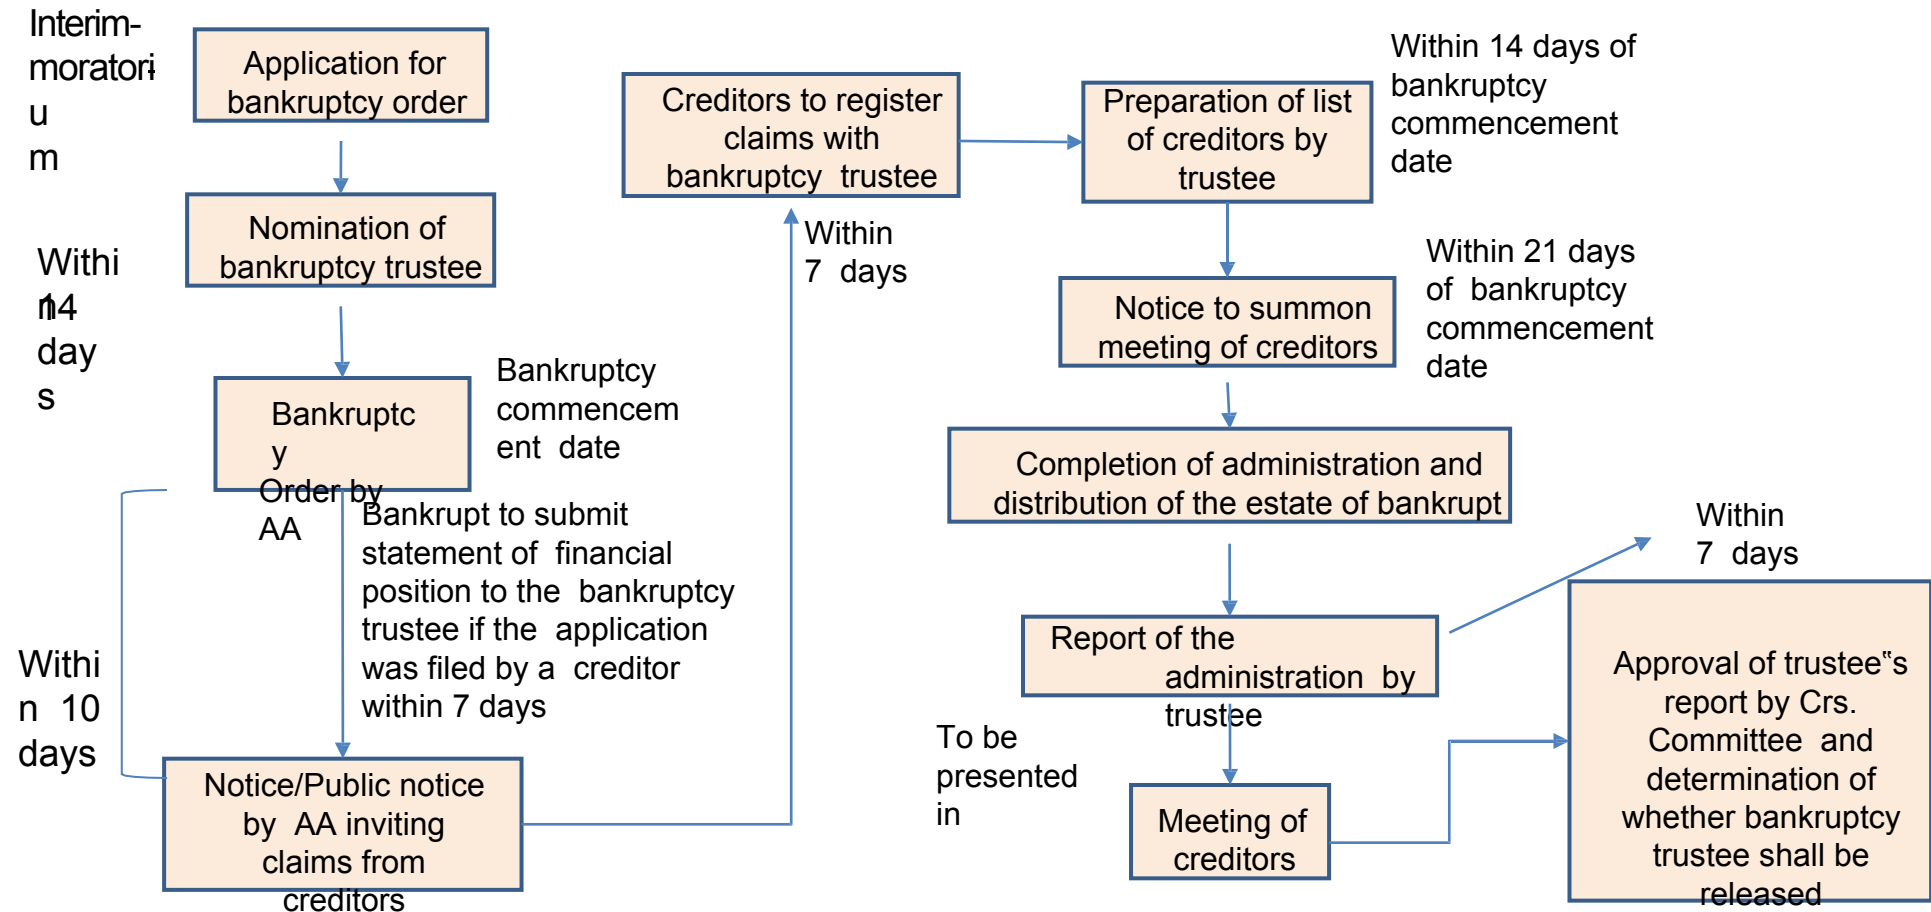 Interim-
moratori
u
m
Application for
bankruptcy order
Nomination of
bankruptcy trustee
Withi
n
14
day
s
Bankruptc
y
Order by
AA
Bankruptcy
commencem
ent date
Bankrupt to submit
statement of financial
position to the bankruptcy
trustee if the application
was filed by a creditor
within 7 days
Withi
n 10
days
Notice/Public notice
by AA inviting
claims from
creditors
Creditors to register
claims with
bankruptcy trustee
Within
7 days
Preparation of list
of creditors by
trustee
Within 14 days of
bankruptcy
commencement
date
Notice to summon
meeting of creditors
Within 21 days
of bankruptcy
commencement
date
Completion of administration and
distribution of the estate of bankrupt
Report of the
administration by
trustee
Within
7 days
To be
presented
in
Meeting of
creditors
Approval of trustee‟s
report by Crs.
Committee and
determination of
whether bankruptcy
trustee shall be
released